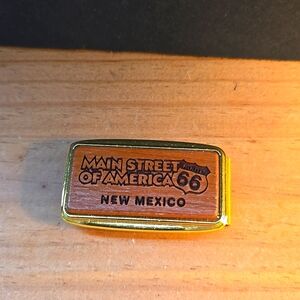 MAIN STREET
OF AMERICA 66
NEW MEXICO